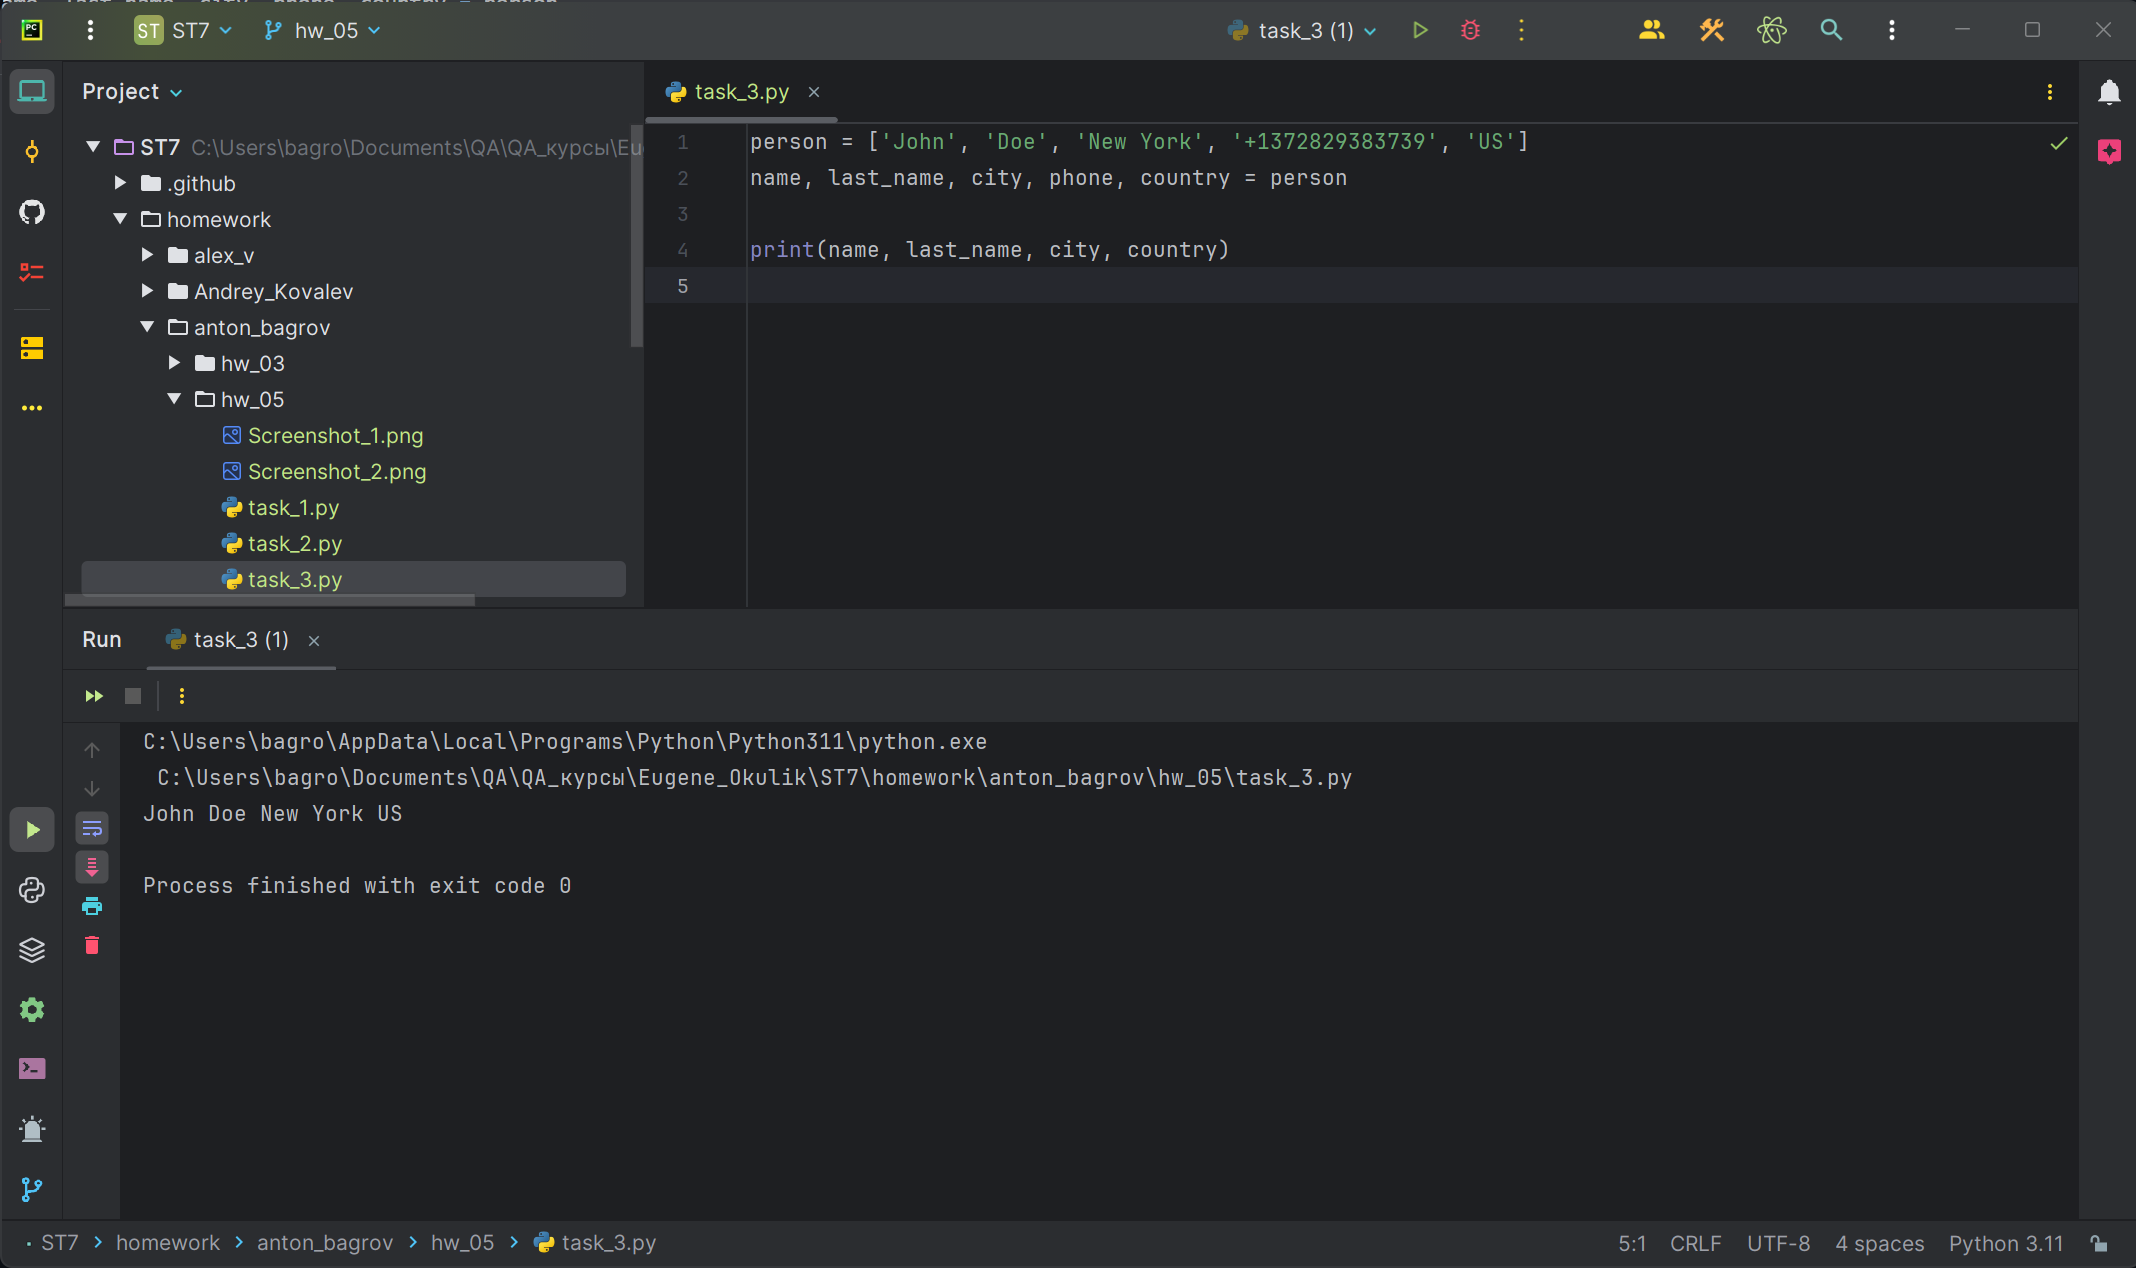 ST ST7 hw_05 task_3 (1)
Project
task_3.py
ST7 C:\Users\bagro\Documents\QA\QA_курсы\Eu
.github
homework
alex_v
Andrey_Kovalev
anton_bagrov
hw_03
hw_05
Screenshot_1.png
Screenshot_2.png
task_1.py
task_2.py
task_3.py
1 person = ['John', 'Doe', 'New York', '+1372829383739', 'US']
2 name, last_name, city, phone, country = person
3
4 print(name, last_name, city, country)
5
Run task_3 (1)
C:\Users\bagro\AppData\Local\Programs\Python\Python311\python.exe
C:\Users\bagro\Documents\QA\QA_курсы\Eugene_Okulik\ST7\homework\anton_bagrov\hw_05\task_3.py
John Doe New York US
Process finished with exit code 0
ST7 homework anton_bagrov hw_05 task_3.py
5:1 CRLF UTF-8 4 spaces Python 3.11